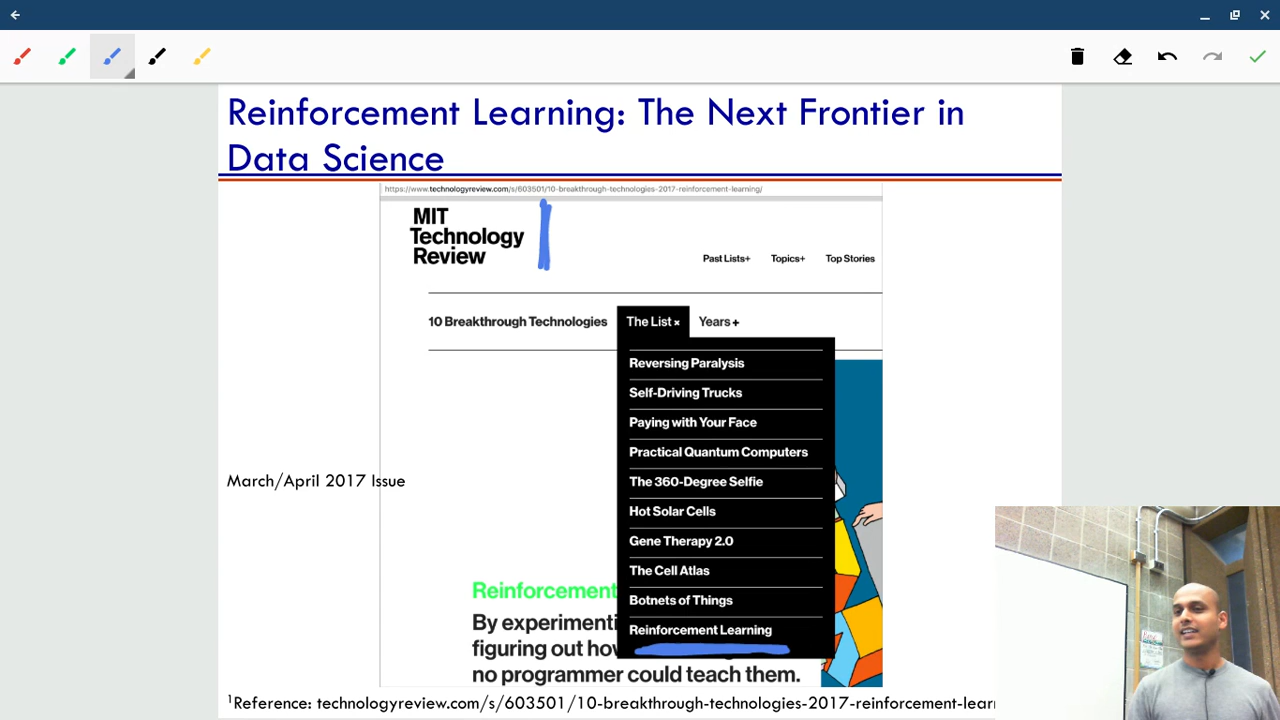 Reinforcement Learning: The Next Frontier in
Data Science
https://www.technologyreview.com/s/603501/10-breakthrough-technologies-2017-reinforcement-learning/
MIT
Technology
Review
Past Lists+
Topics+
Top Stories
10 Breakthrough Technologies
The List ×
Years +
Reversing Paralysis
Self-Driving Trucks
Paying with Your Face
Practical Quantum Computers
The 360-Degree Selfie
March/April 2017 Issue
Hot Solar Cells
Gene Therapy 2.0
The Cell Atlas
Botnets of Things
Reinforcement Learning
Reinforcement
By experimenti
figuring out how
no programmer could teach them.
1Reference: technologyreview.com/s/603501/10-breakthrough-technologies-2017-reinforcement-lear